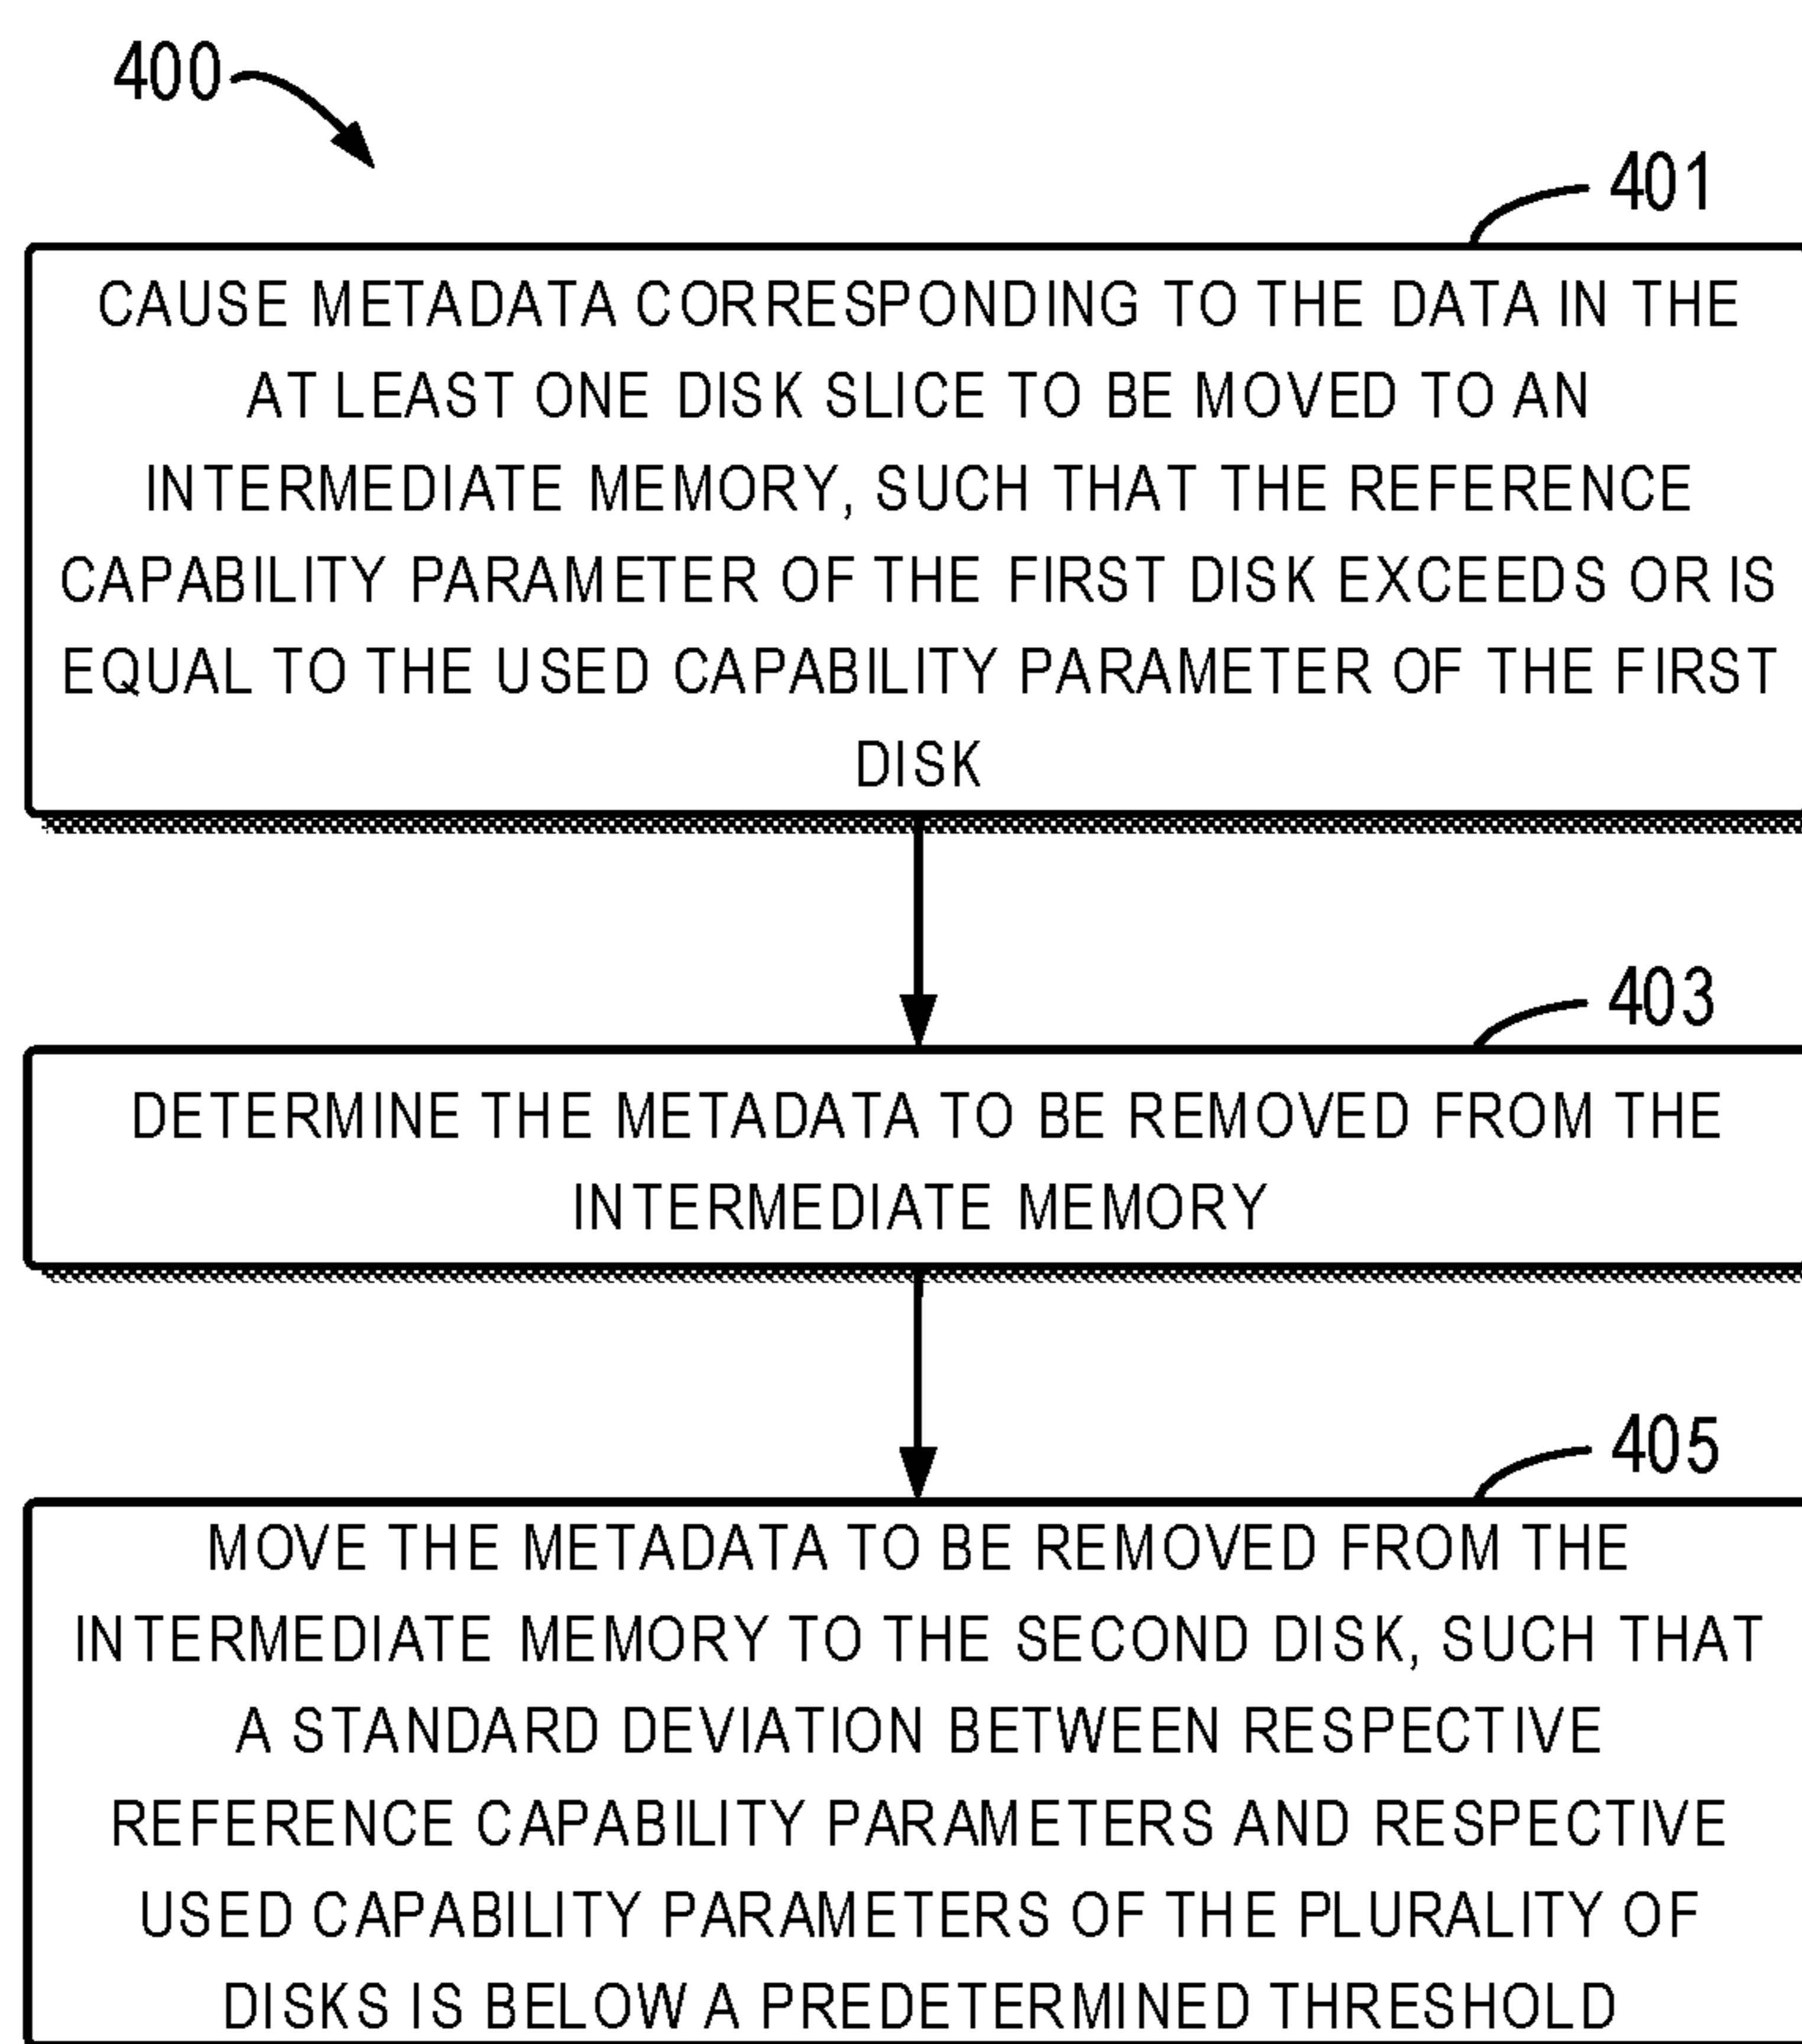 400
401
CAUSE METADATA CORRESPONDING TO THE DATA IN THE
AT LEAST ONE DISK SLICE TO BE MOVED TO AN
INTERMEDIATE MEMORY, SUCH THAT THE REFERENCE
CAPABILITY PARAMETER OF THE FIRST DISK EXCEEDS OR IS
EQUAL TO THE USED CAPABILITY PARAMETER OF THE FIRST
DISK
403
DETERMINE THE METADATA TO BE REMOVED FROM THE
INTERMEDIATE MEMORY
405
MOVE THE METADATA TO BE REMOVED FROM THE
INTERMEDIATE MEMORY TO THE SECOND DISK, SUCH THAT
A STANDARD DEVIATION BETWEEN RESPECTIVE
REFERENCE CAPABILITY PARAMETERS AND RESPECTIVE
USED CAPABILITY PARAMETERS OF THE PLURALITY OF
DISKS IS BELOW A PREDETERMINED THRESHOLD